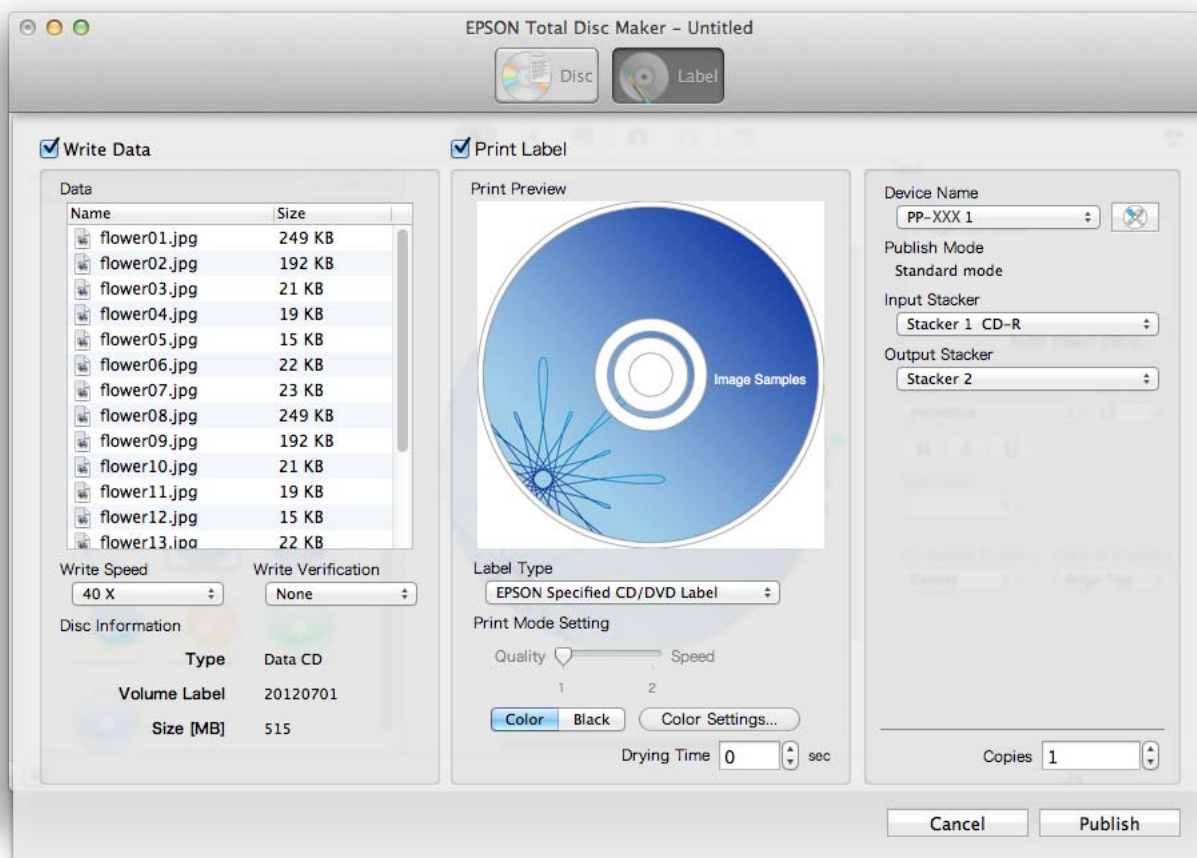 EPSON Total Disc Maker – Untitled
Disc
Label
Write Data
Data
Name Size
flower01.jpg 249 KB
flower02.jpg 192 KB
flower03.jpg 21 KB
flower04.jpg 19 KB
flower05.jpg 15 KB
flower06.jpg 22 KB
flower07.jpg 23 KB
flower08.jpg 249 KB
flower09.jpg 192 KB
flower10.jpg 21 KB
flower11.jpg 19 KB
flower12.jpg 15 KB
flower13.jpg 22 KB
Write Speed Write Verification
40 X None
Disc Information
Type Data CD
Volume Label 20120701
Size [MB] 515
Print Label
Print Preview
Image Samples
Label Type
EPSON Specified CD/DVD Label
Print Mode Setting
Quality Speed
1 2
Color Black Color Settings...
Drying Time 0 sec
Device Name
PP-XXX 1
Publish Mode
Standard mode
Input Stacker
Stacker 1 CD-R
Output Stacker
Stacker 2
Copies 1
Cancel Publish